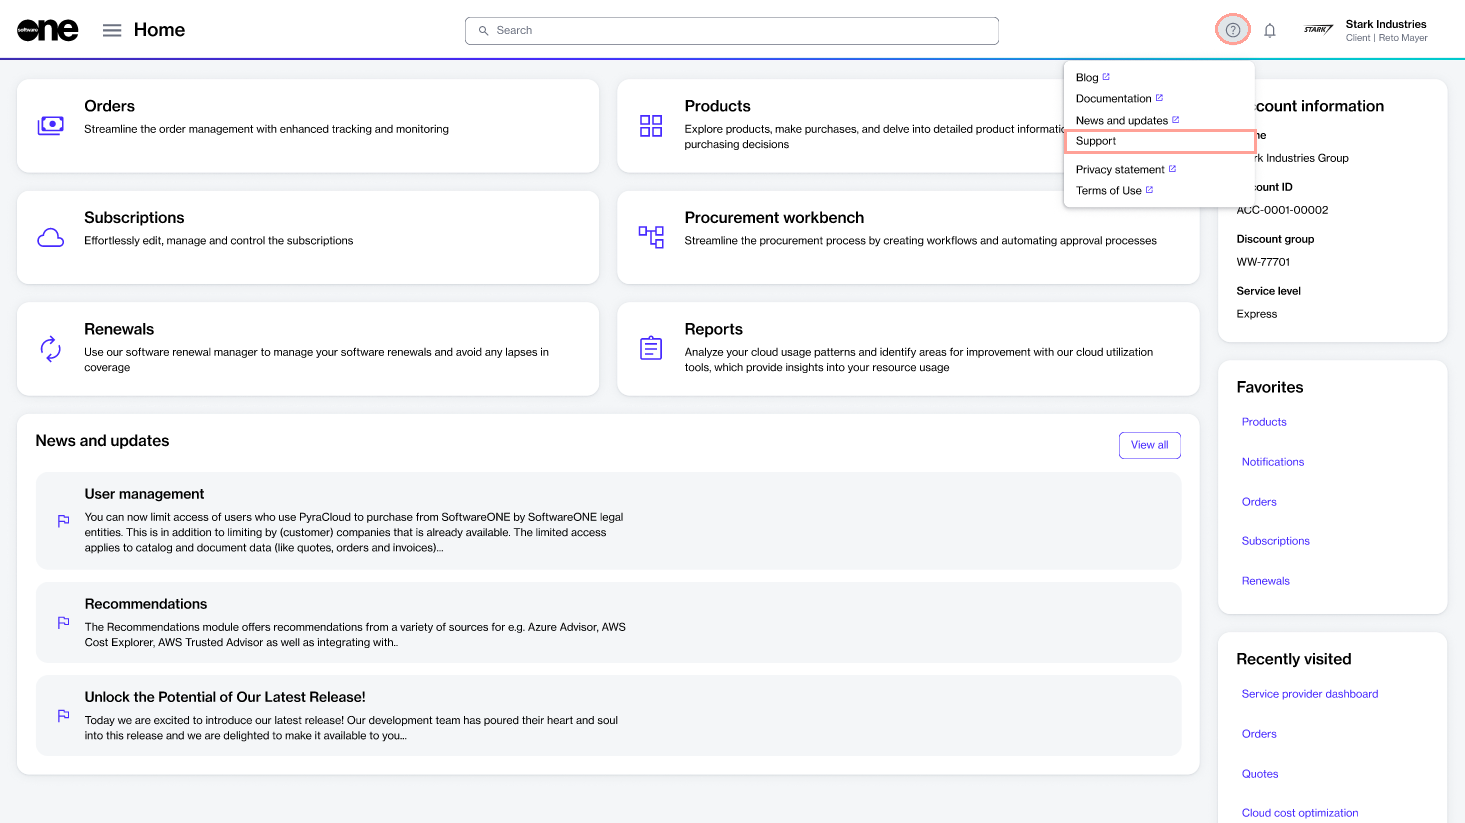 software one
Home
Search
?
STARK
Stark Industries
Client | Reto Mayer
Blog
Documentation
News and updates
Support
Privacy statement
Terms of Use
Orders
Streamline the order management with enhanced tracking and monitoring
Products
Explore products, make purchases, and delve into detailed product
purchasing decisions
Subscriptions
Effortlessly edit, manage and control the subscriptions
Procurement workbench
Streamline the procurement process by creating workflows and automating approval processes
Renewals
Use our software renewal manager to manage your software renewals and avoid any lapses in
coverage
Reports
Analyze your cloud usage patterns and identify areas for improvement with our cloud utilization
tools, which provide insights into your resource usage
information
Industries Group
ID
ACC-0001-00002
Discount group
WW-77701
Service level
Express
Favorites
Products
Notifications
Orders
Subscriptions
Renewals
News and updates
View all
User management
You can now limit access of users who use PyraCloud to purchase from SoftwareONE by SoftwareONE legal
entities. This is in addition to limiting by (customer) companies that is already available. The limited access
applies to catalog and document data (like quotes, orders and invoices)...
Recommendations
The Recommendations module offers recommendations from a variety of sources for e.g. Azure Advisor, AWS
Cost Explorer, AWS Trusted Advisor as well as integrating with..
Unlock the Potential of Our Latest Release!
Today we are excited to introduce our latest release! Our development team has poured their heart and soul
into this release and we are delighted to make it available to you...
Recently visited
Service provider dashboard
Orders
Quotes
Cloud cost optimization